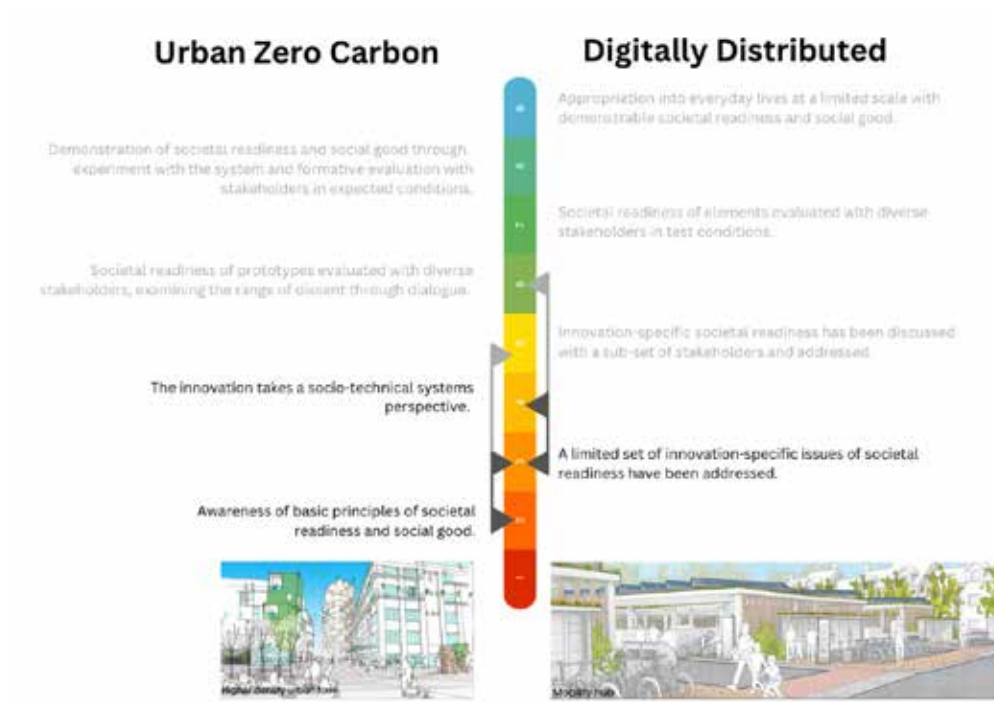 Urban Zero Carbon
Digitally Distributed
Appropriation into everyday lives at a limited scale with
demonstrable societal readiness and social good.
Demonstration of societal readiness and social good through
experiment with the system and formative evaluation with
stakeholders in expected conditions.
Societal readiness of elements evaluated with diverse
stakeholders in test conditions.
Societal readiness of prototypes evaluated with diverse
stakeholders, examining the range of dissent through dialogue.
Innovation-specific societal readiness has been discussed
with a sub-set of stakeholders and addressed
The innovation takes a socio-technical systems
perspective.
A limited set of innovation-specific issues of societal
readiness have been addressed.
Awareness of basic principles of societal
readiness and social good.
Higher density urban form
Mobility hub